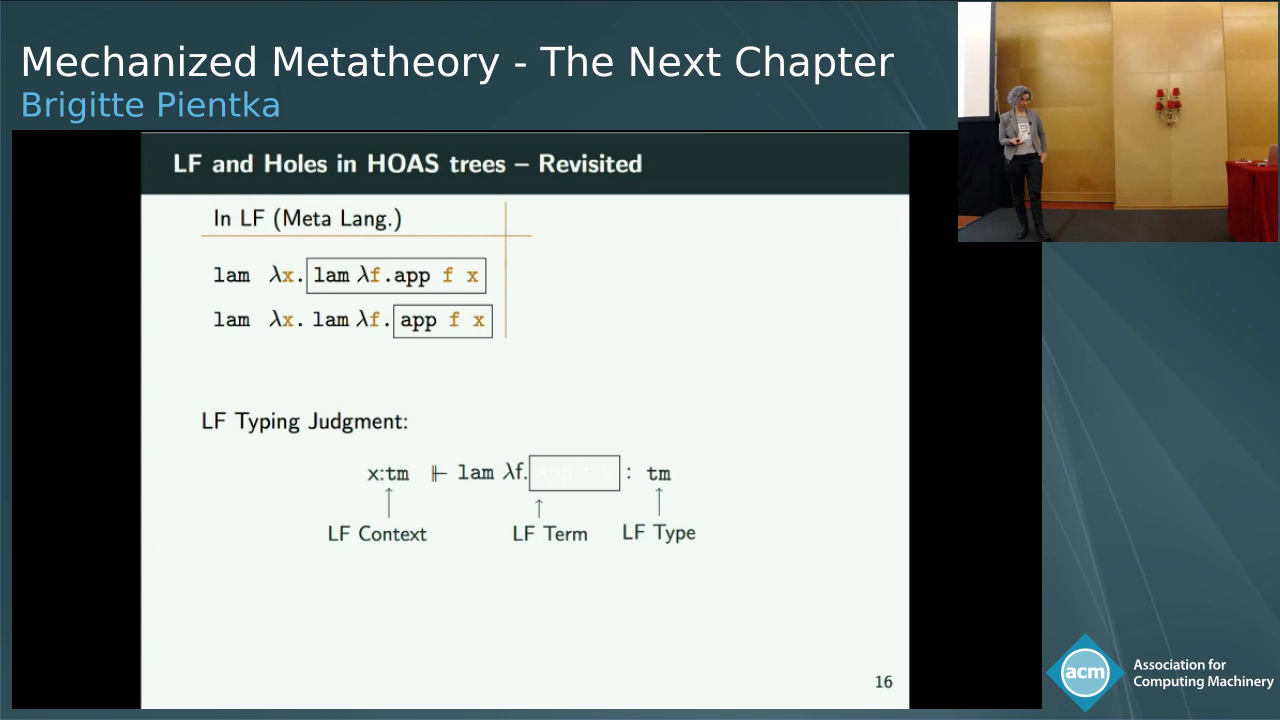 Mechanized Metatheory - The Next Chapter
Brigitte Pientka
LF and Holes in HOAS trees – Revisited
In LF (Meta Lang.)
lam λx. lam λf.app f x
lam λx. lam λf. app f x
LF Typing Judgment:
x:tm ⊩ lam λf. : tm
LF Context LF Term LF Type
16
acm Association for
Computing Machinery